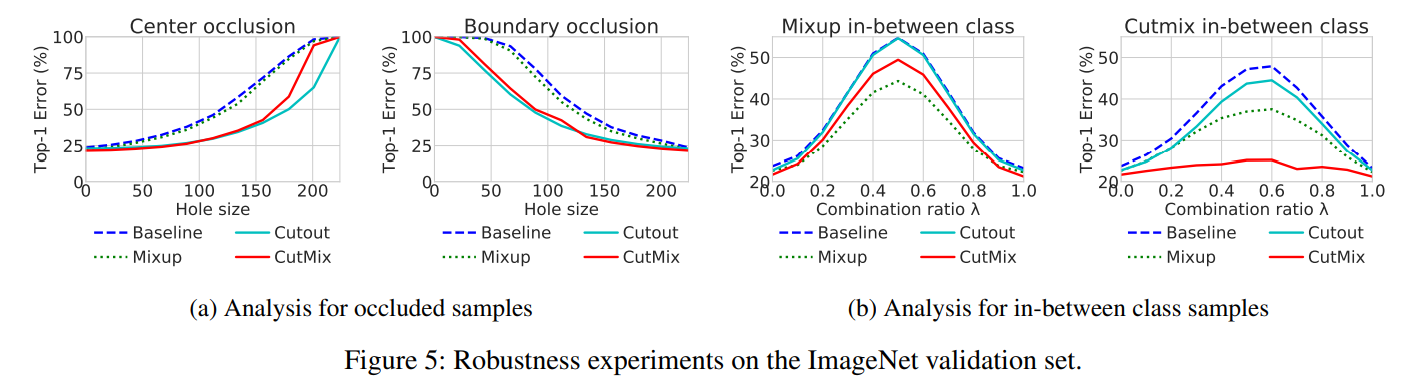 Center occlusion
Top-1 Error (%)
100
75
50
25
0
0 50 100 150 200
Hole size
Baseline Cutout
Mixup CutMix
Boundary occlusion
Top-1 Error (%)
100
75
50
25
0
0 50 100 150 200
Hole size
Baseline Cutout
Mixup CutMix
(a) Analysis for occluded samples
Mixup in-between class
Top-1 Error (%)
50
40
30
20
0.0 0.2 0.4 0.6 0.8 1.0
Combination ratio λ
Baseline Cutout
Mixup CutMix
Cutmix in-between class
Top-1 Error (%)
50
40
30
20
0.0 0.2 0.4 0.6 0.8 1.0
Combination ratio λ
Baseline Cutout
Mixup CutMix
(b) Analysis for in-between class samples
Figure 5: Robustness experiments on the ImageNet validation set.